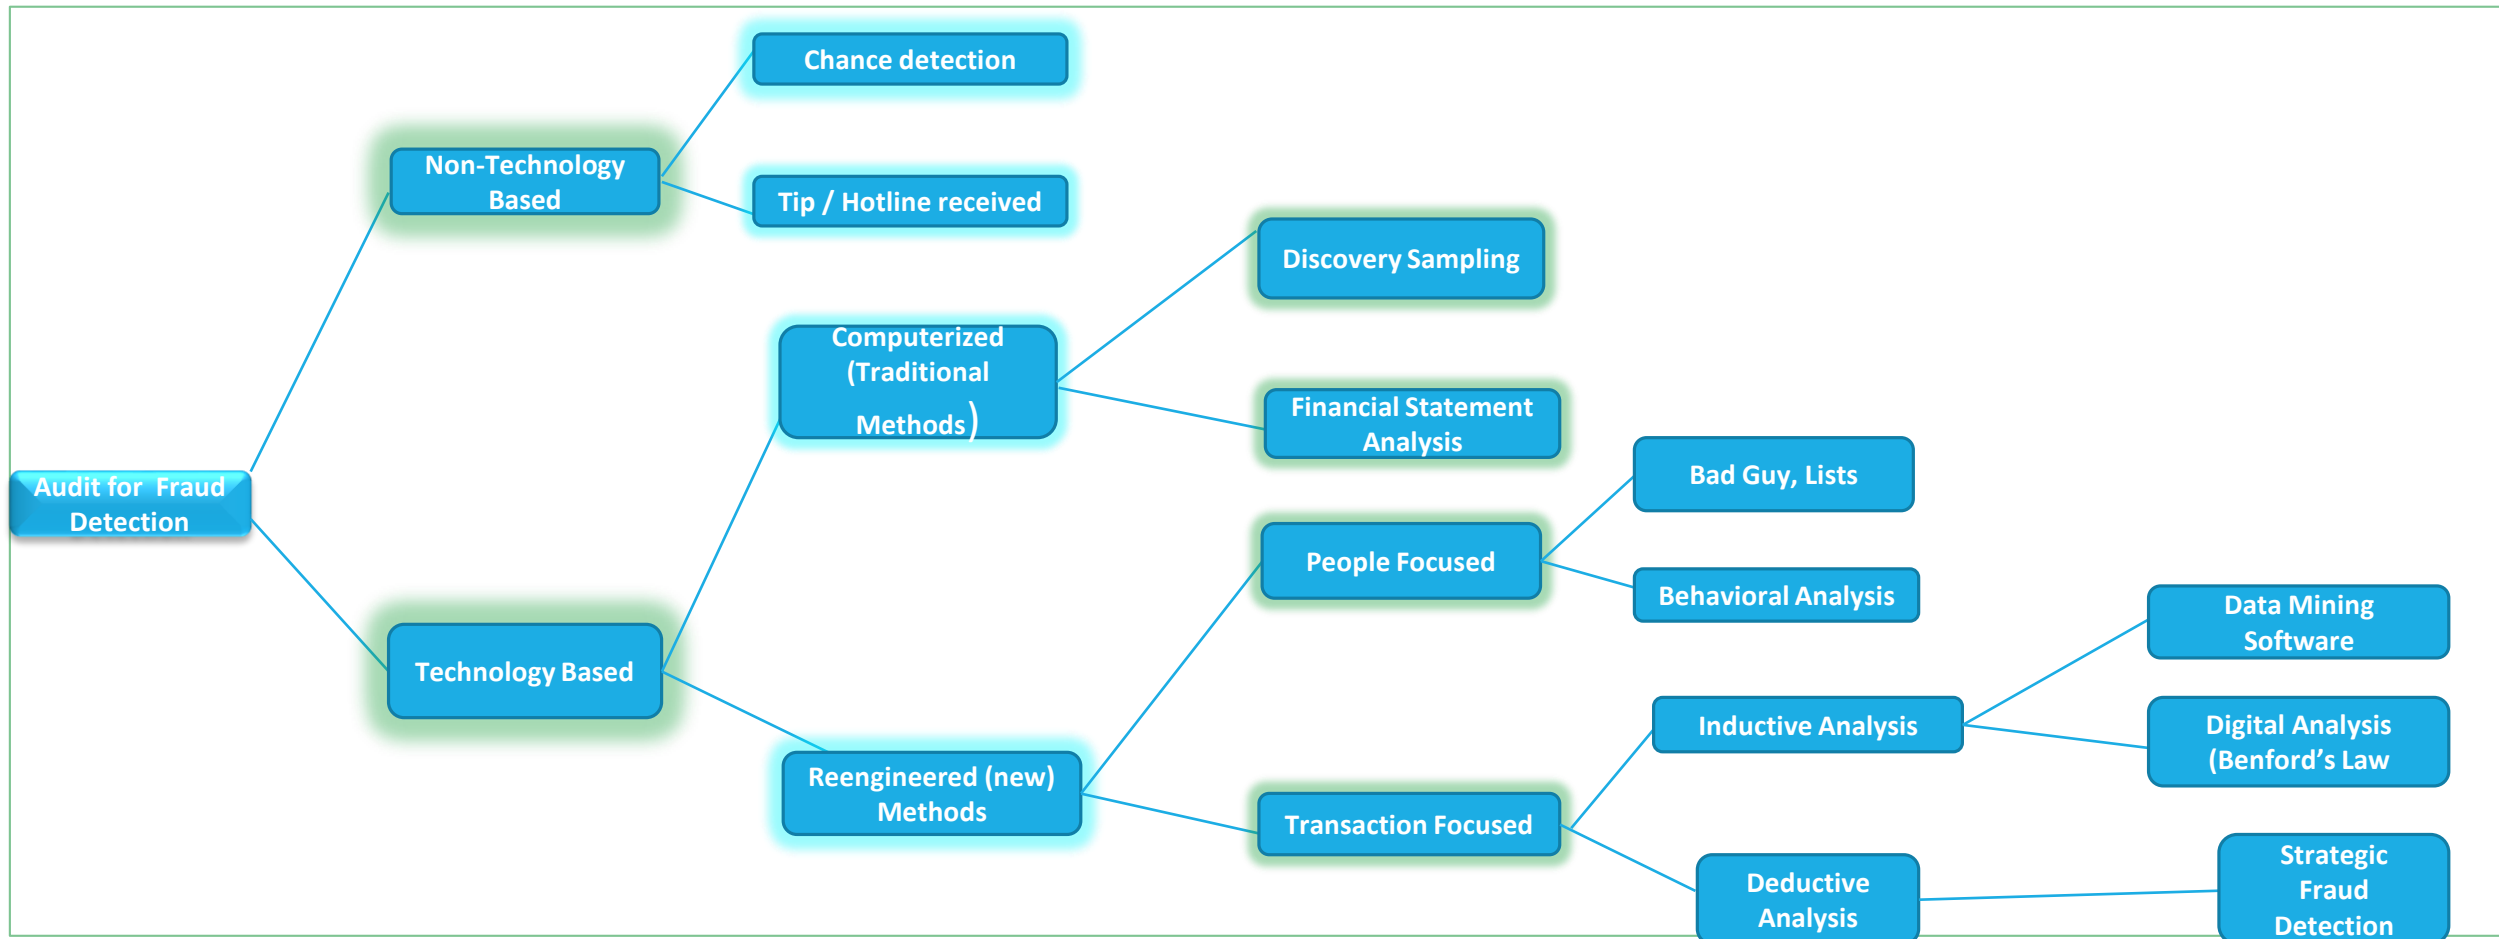 Chance detection
Non-Technology
Based
Tip / Hotline received
Discovery Sampling
Computerized
(Traditional
Methods)
Financial Statement
Analysis
Bad Guy, Lists
Audit for  Fraud
Detection
People Focused
Behavioral Analysis
Data Mining
Software
Technology Based
Inductive Analysis
Digital Analysis
(Benford’s Law
Reengineered (new)
Methods
Transaction Focused
Deductive
Analysis
Strategic
Fraud
Detection